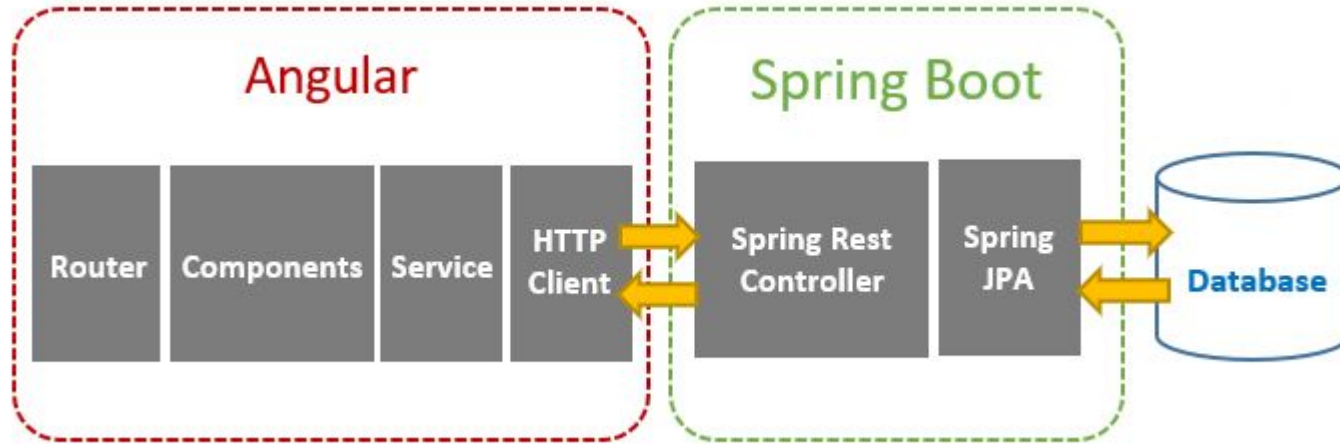 Angular
Spring Boot
Router
Components
Service
HTTP
Client
Spring Rest
Controller
Spring
JPA
Database